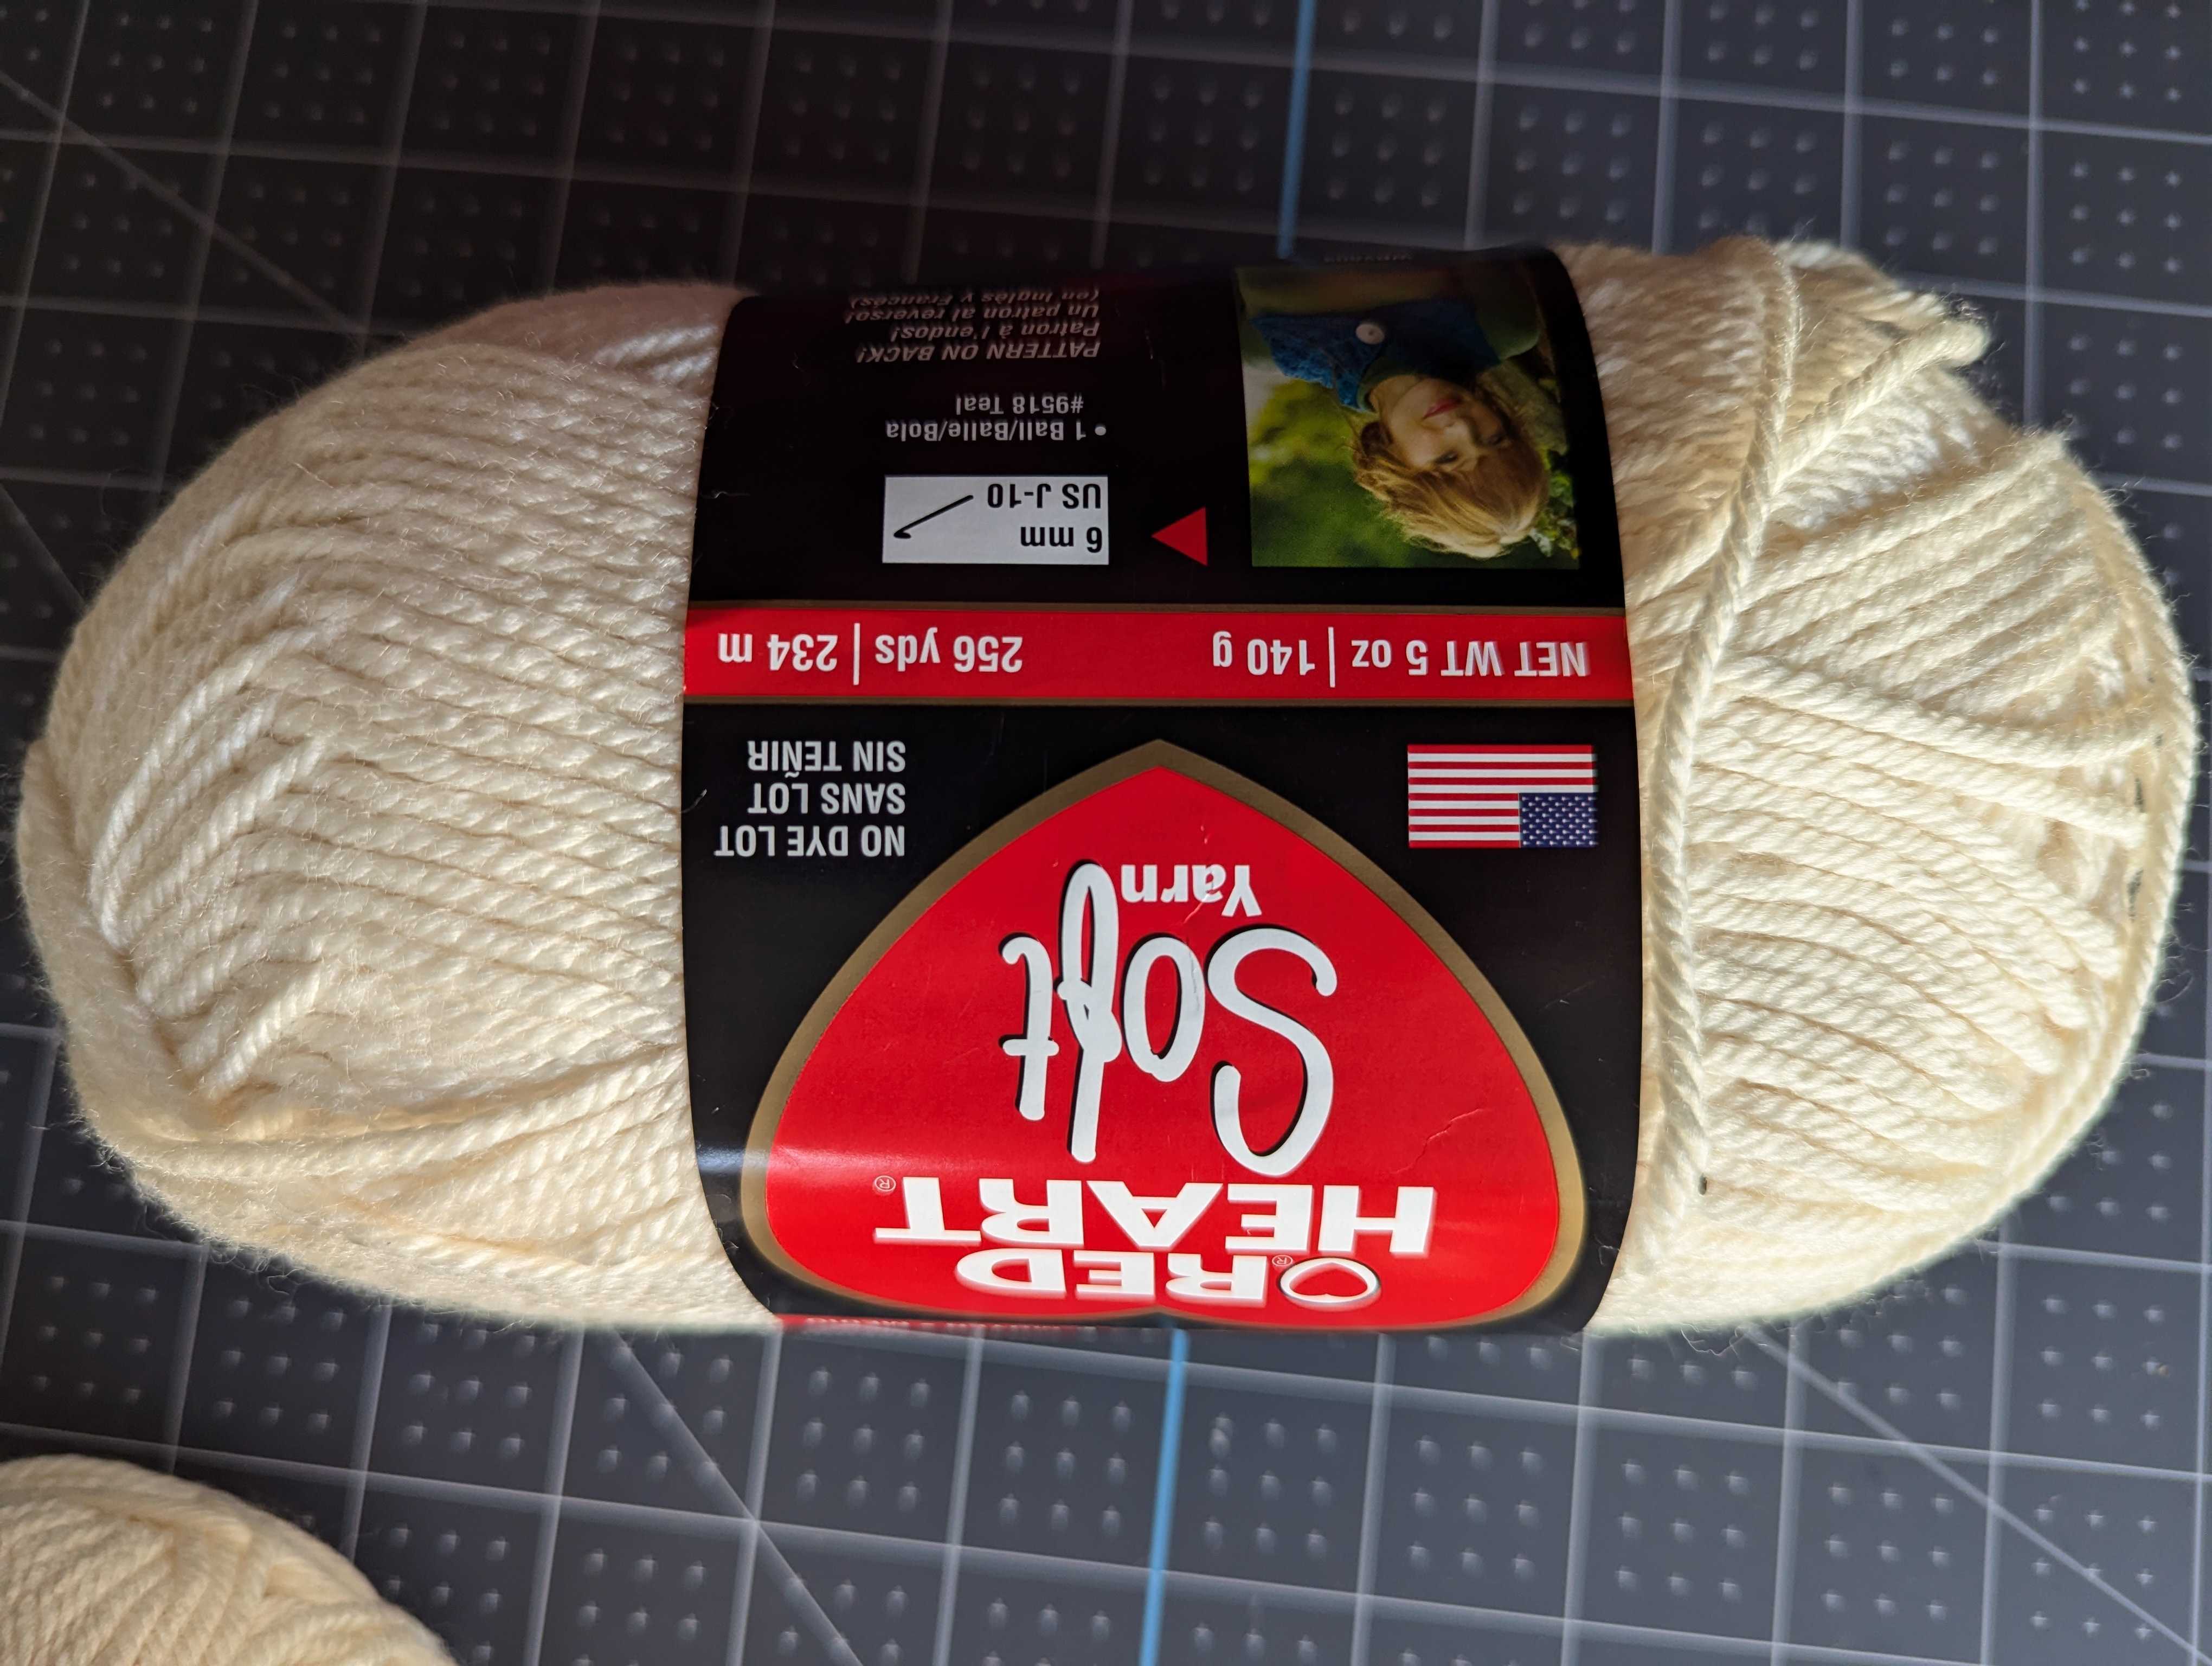 RED®
HEART®
Soft
Yarn
NO DYE LOT
SANS LOT
SIN TEÑIR
NET WT 5 oz | 140 g
256 yds | 234 m
6 mm
US J-10
• 1 Ball/Balle/Bola
#9518 Teal
PATTERN ON BACK!
Patron à l'endos!
Un patron al reverso!
(en Inglés y Francés)